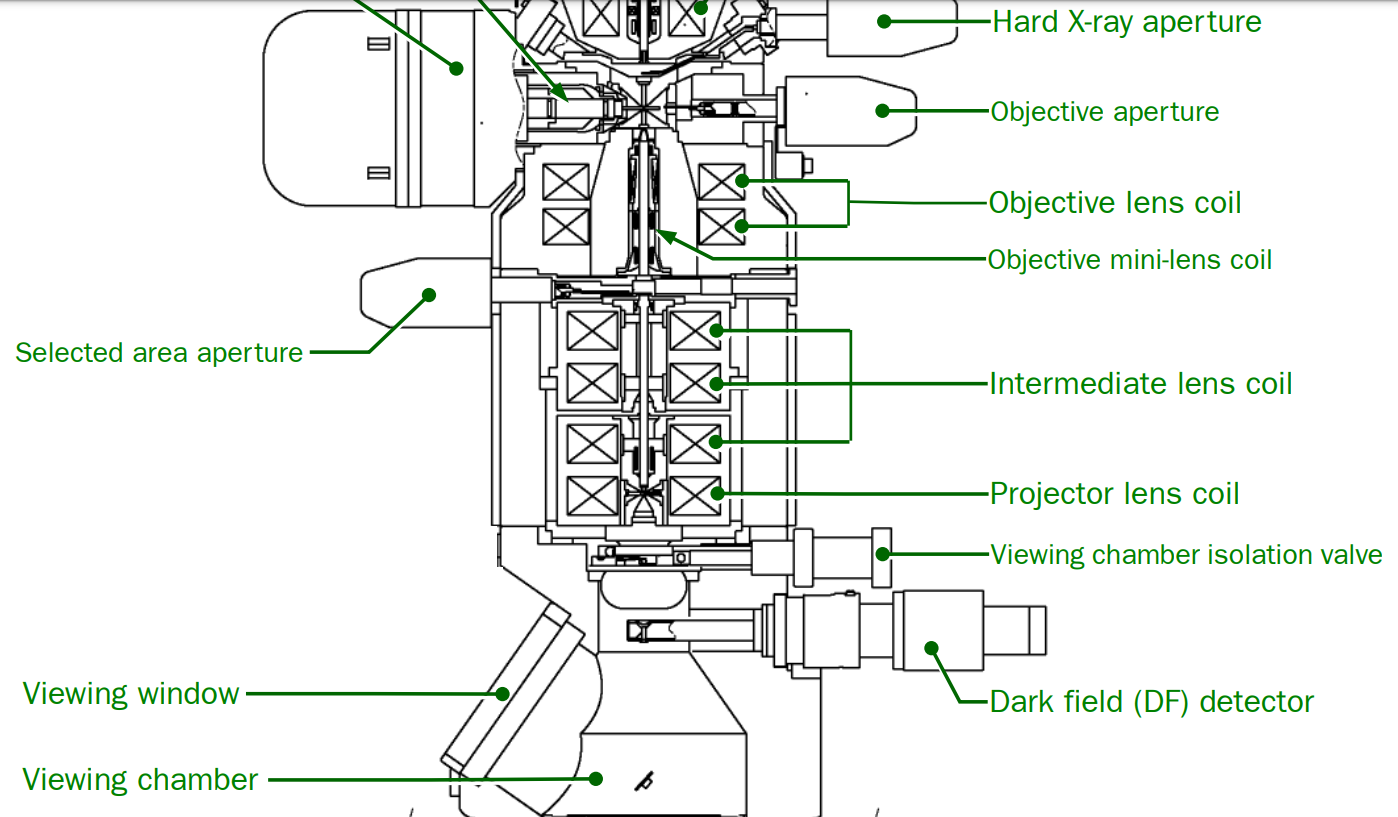 Hard X-ray aperture
Objective aperture
Objective lens coil
Objective mini-lens coil
Selected area aperture
Intermediate lens coil
Projector lens coil
Viewing chamber isolation valve
Viewing window
Dark field (DF) detector
Viewing chamber